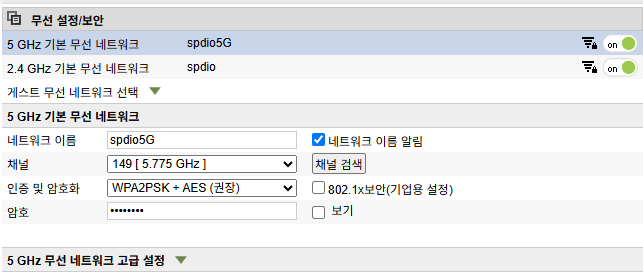 무선 설정/보안
5 GHz 기본 무선 네트워크 spdio5G on
2.4 GHz 기본 무선 네트워크 spdio on
게스트 무선 네트워크 선택
5 GHz 기본 무선 네트워크
네트워크 이름 spdio5G 네트워크 이름 알림
채널 149 [ 5.775 GHz ] 채널 검색
인증 및 암호화 WPA2PSK + AES (권장) 802.1x보안(기업용 설정)
암호 •••••••• 보기
5 GHz 무선 네트워크 고급 설정